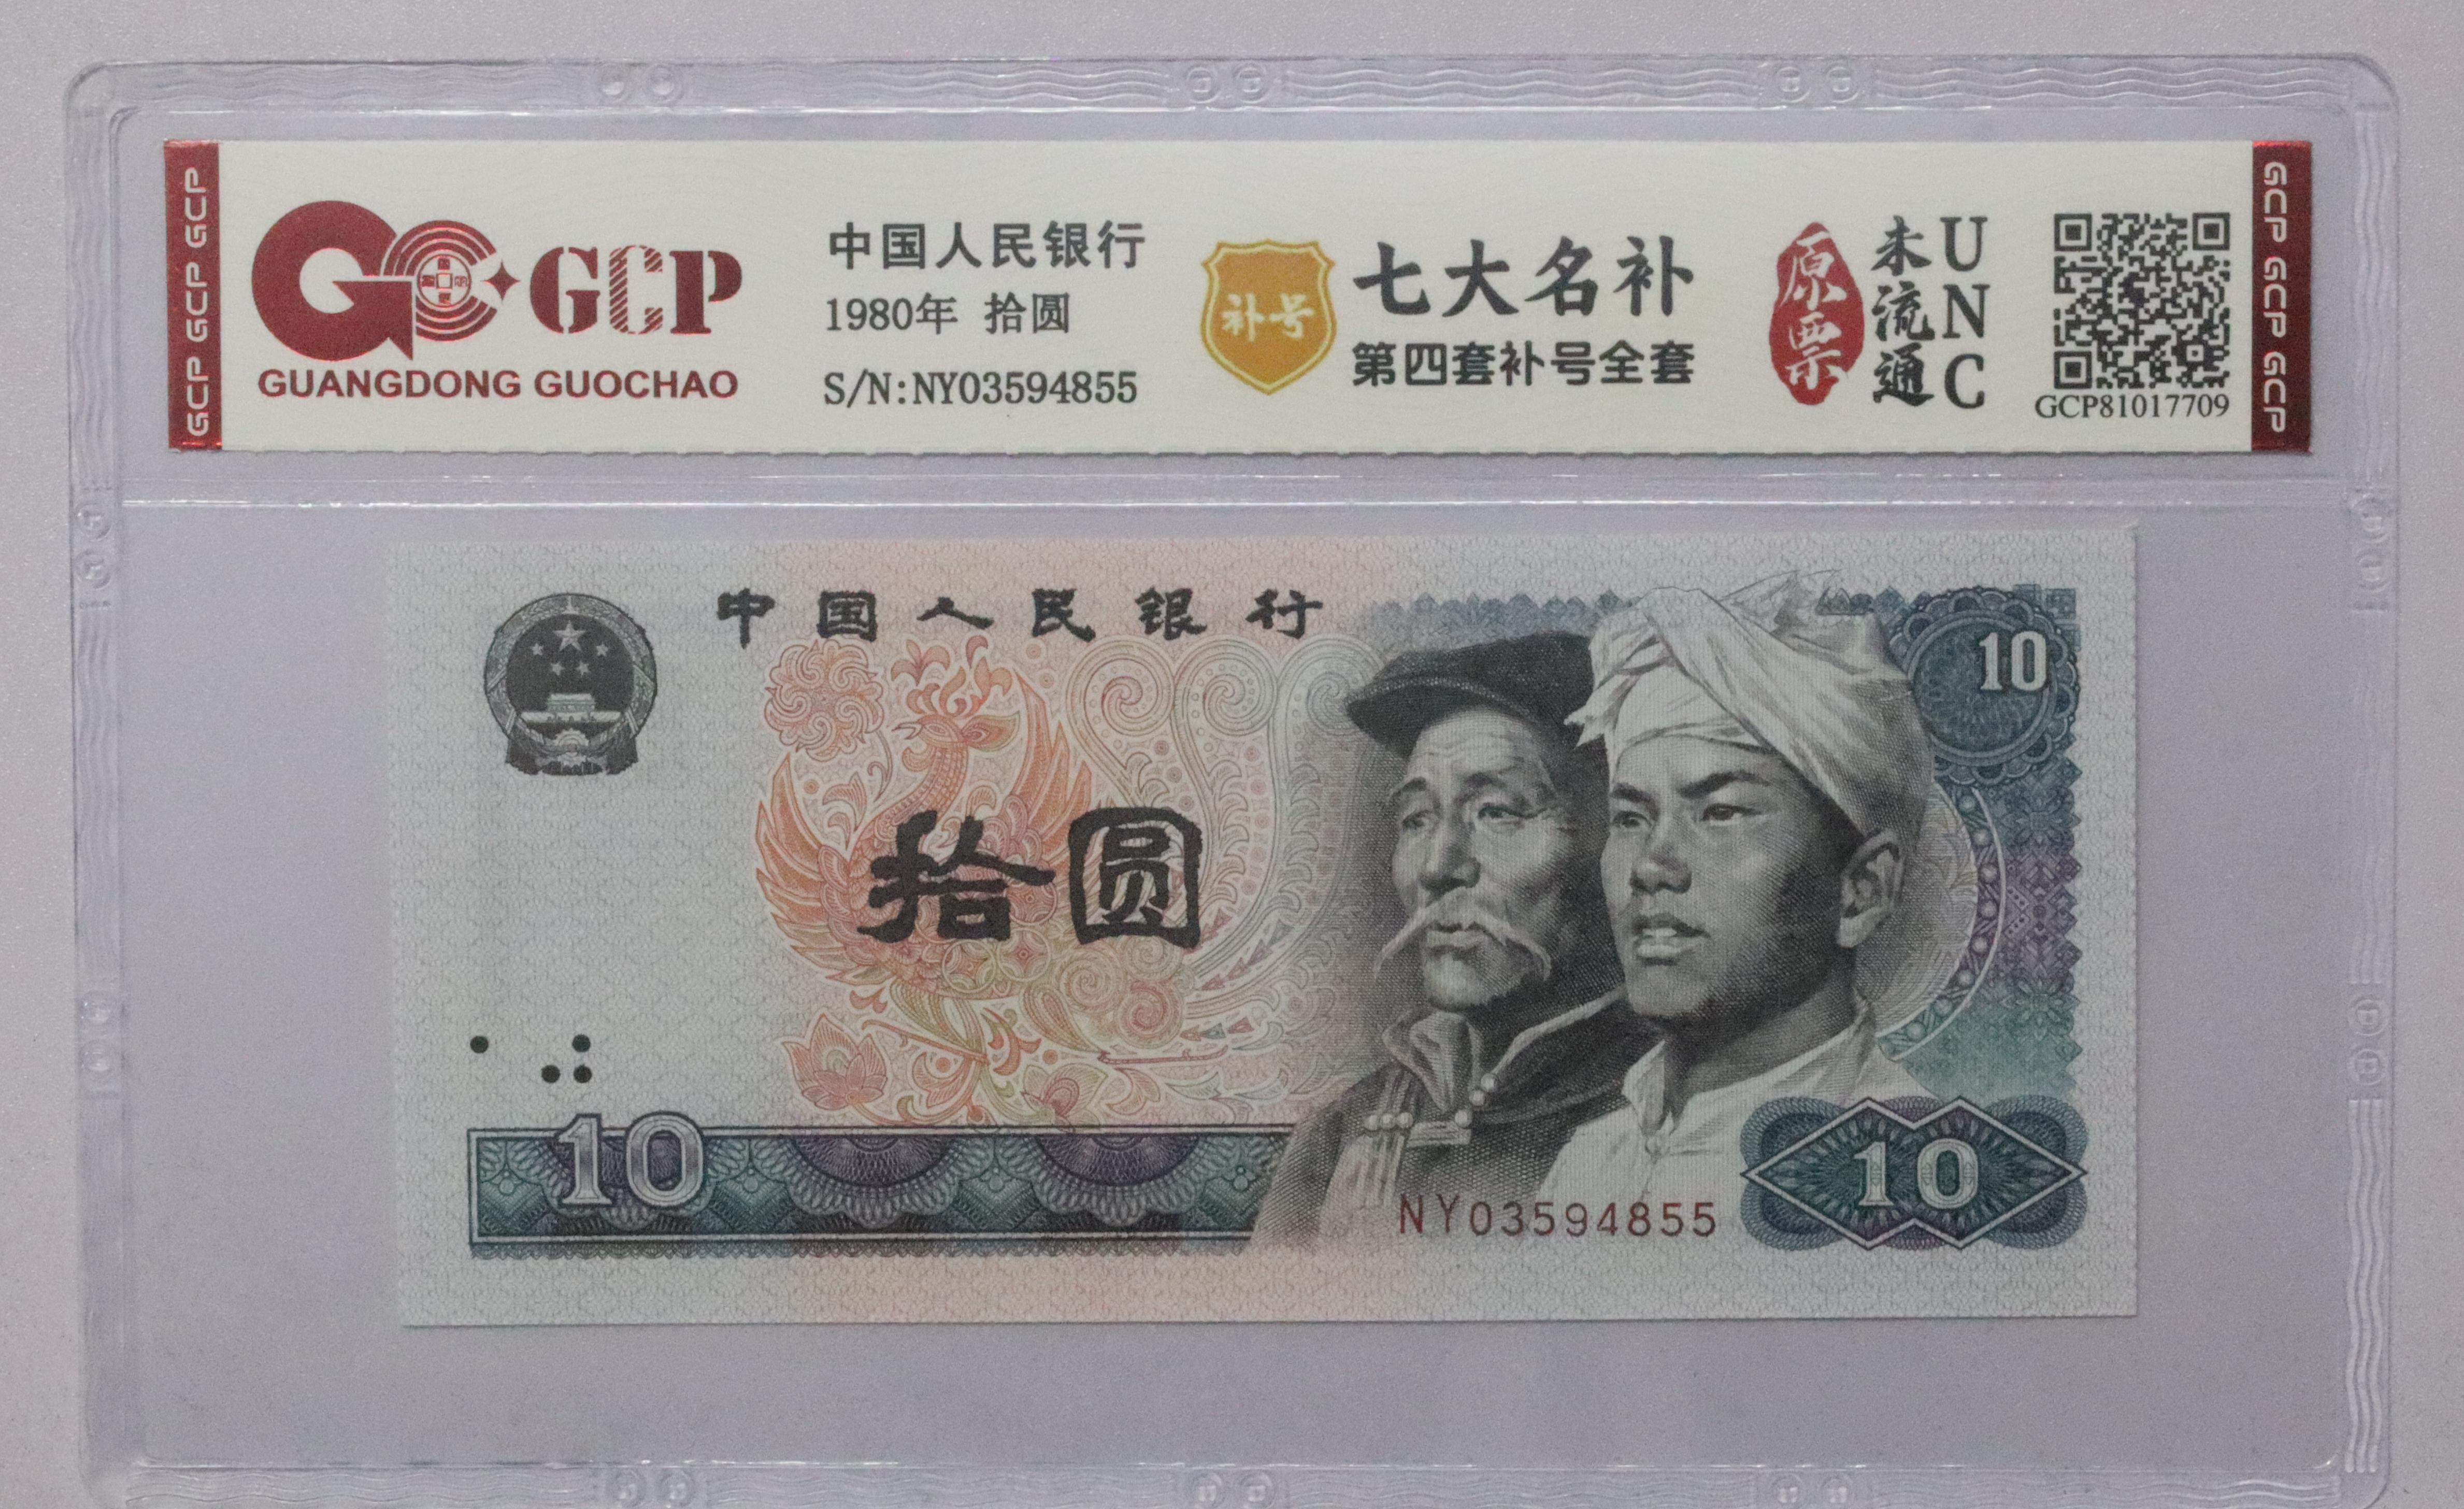 GCP GCP GCP
GCP
GUANGDONG GUOCHAO
中国人民银行
1980年 拾圆
S/N:NY03594855
补号
七大名补
第四套补号全套
原票
未流通
UNC
GCP81017709
GCP GCP GCP
中国人民银行
10
拾圆
10
NY03594855
10